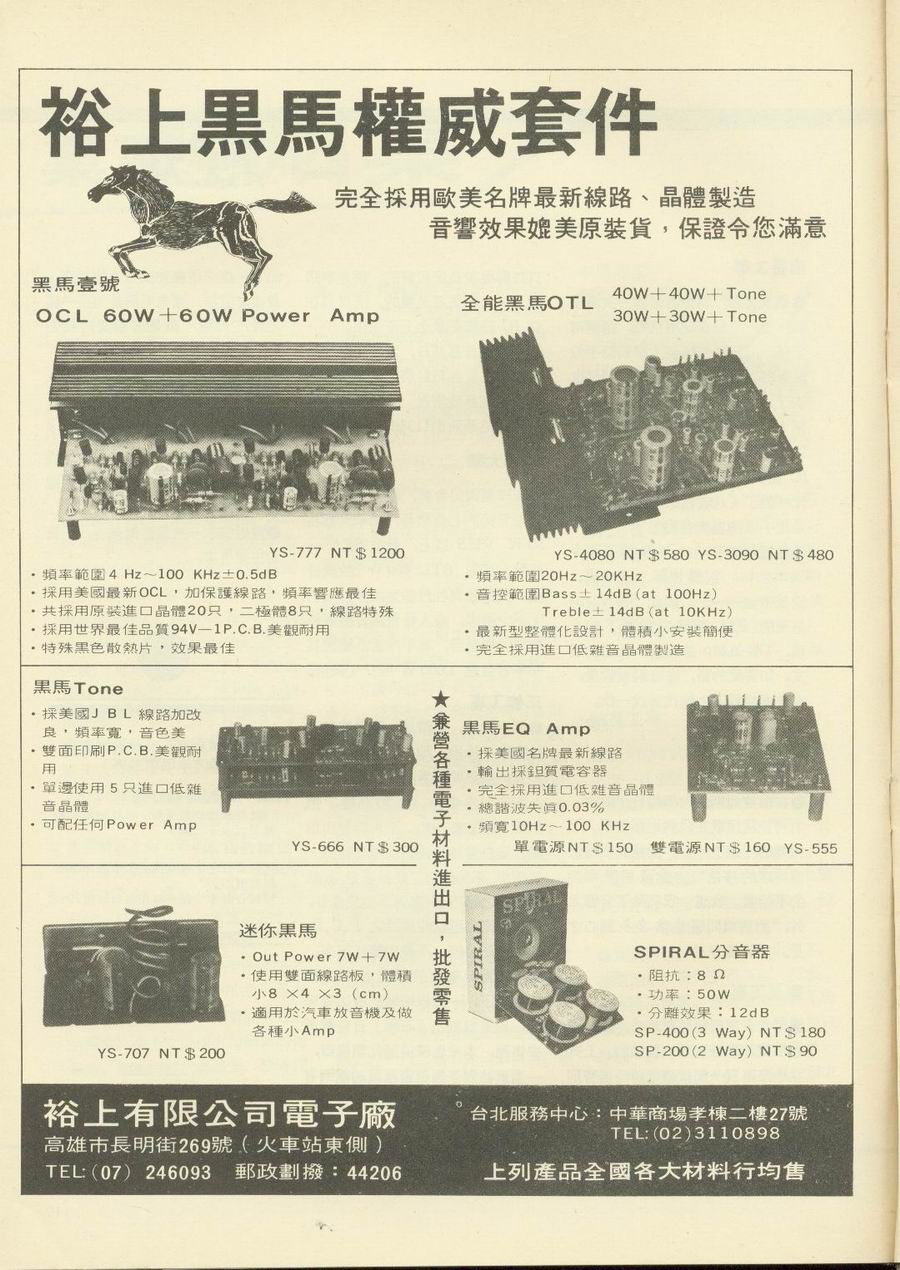 裕上黑馬權威套件
完全採用歐美名牌最新線路、晶體製造
音響效果媲美原裝貨，保證令您滿意
黑馬壹號
OCL 60W＋60W Power Amp
YS-777 NT＄1200
・頻率範圍4 Hz～100 KHz±0.5dB
・採用美國最新OCL，加保護線路，頻率響應最佳
・共採用原裝進口晶體20只，二極體8只，線路特殊
・採用世界最佳品質94V—1P.C.B.美觀耐用
・特殊黑色散熱片，效果最佳
全能黑馬OTL
40W＋40W＋Tone
30W＋30W＋Tone
YS-4080 NT＄580 YS-3090 NT＄480
・頻率範圍20Hz～20KHz
・音控範圍Bass±14dB(at 100Hz)
Treble±14dB(at 10KHz)
・最新型整體化設計，體積小安裝簡便
・完全採用進口低雜音晶體製造
黑馬Tone
・採美國JBL線路加改
良，頻率寬，音色美
・雙面印刷P.C.B.美觀耐
用
・單邊使用5只進口低雜
音晶體
・可配任何Power Amp
YS-666 NT＄300
★兼營各種電子材料進出口，批發零售
黑馬EQ Amp
・採美國名牌最新線路
・輸出採鉭質電容器
・完全採用進口低雜音晶體
・總諧波失眞0.03%
・頻寬10Hz～100 KHz
單電源NT＄150 雙電源NT＄160 YS-555
迷你黑馬
・Out Power 7W＋7W
・使用雙面線路板，體積
小8×4×3（cm）
・適用於汽車放音機及做
各種小Amp
YS-707 NT＄200
SPIRAL
SPIRAL
SPIRAL分音器
・阻抗：8 Ω
・功率：50W
・分離效果：12dB
SP-400(3 Way) NT＄180
SP-200(2 Way) NT＄90
裕上有限公司電子廠
高雄市長明街269號（火車站東側）
TEL:(07) 246093 郵政劃撥：44206
台北服務中心：中華商場孝棟二樓27號
TEL:(02)3110898
上列產品全國各大材料行均售